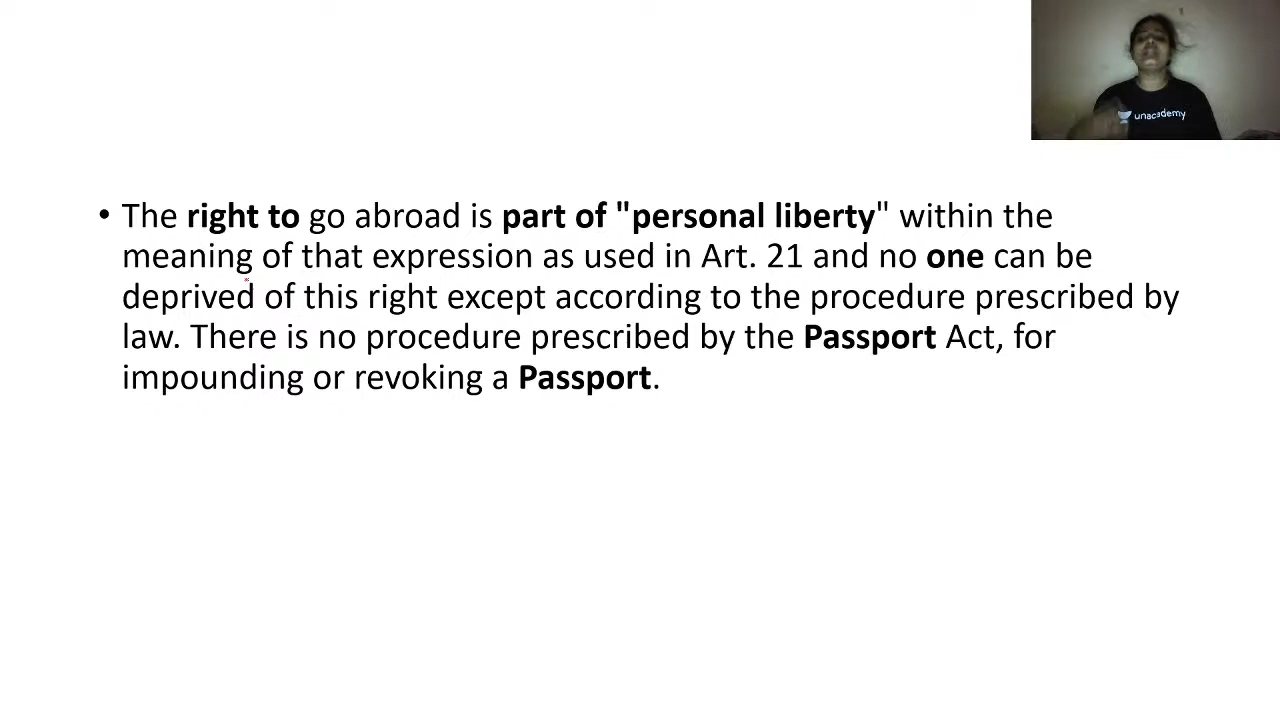 unacademy
• The right to go abroad is part of "personal liberty" within the
meaning of that expression as used in Art. 21 and no one can be
deprived of this right except according to the procedure prescribed by
law. There is no procedure prescribed by the Passport Act, for
impounding or revoking a Passport.